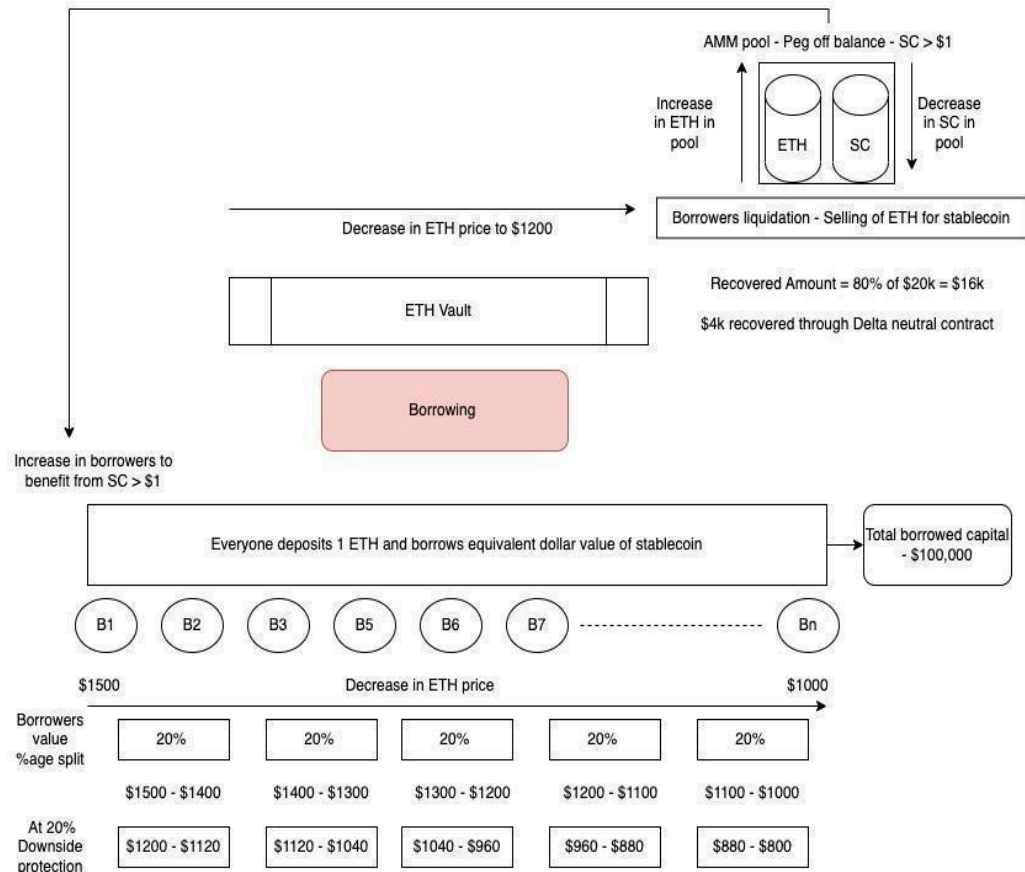 AMM pool - Peg off balance - SC > $1
Increase
in ETH in
pool
ETH
SC
Decrease
in SC in
pool
Decrease in ETH price to $1200
Borrowers liquidation - Selling of ETH for stablecoin
ETH Vault
Recovered Amount = 80% of $20k = $16k
$4k recovered through Delta neutral contract
Borrowing
Increase in borrowers to
benefit from SC > $1
Everyone deposits 1 ETH and borrows equivalent dollar value of stablecoin
Total borrowed capital
- $100,000
B1
B2
B3
B5
B6
B7
Bn
$1500
Decrease in ETH price
$1000
Borrowers
value
%age split
20%
20%
20%
20%
20%
$1500 - $1400
$1400 - $1300
$1300 - $1200
$1200 - $1100
$1100 - $1000
At 20%
Downside
protection
$1200 - $1120
$1120 - $1040
$1040 - $960
$960 - $880
$880 - $800